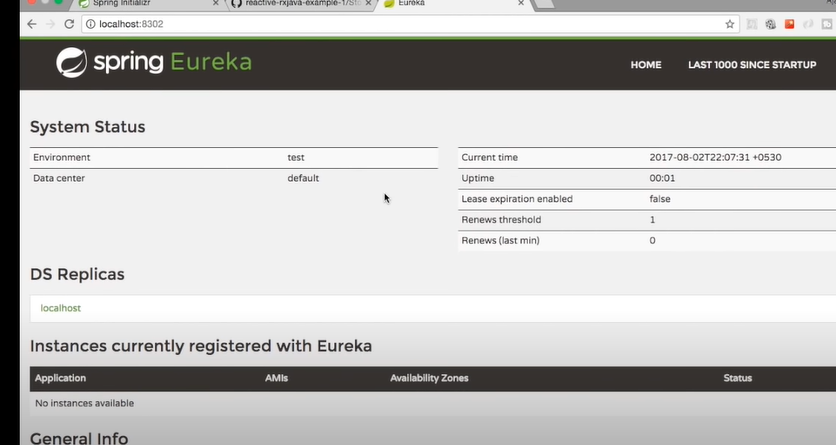 Spring Initializr
reactive-rxjava-example-1/Sto
Eureka
localhost:8302
spring Eureka
HOME LAST 1000 SINCE STARTUP
System Status
Environment test
Data center default
Current time 2017-08-02T22:07:31 +0530
Uptime 00:01
Lease expiration enabled false
Renews threshold 1
Renews (last min) 0
DS Replicas
localhost
Instances currently registered with Eureka
Application AMIs Availability Zones Status
No instances available
General Info